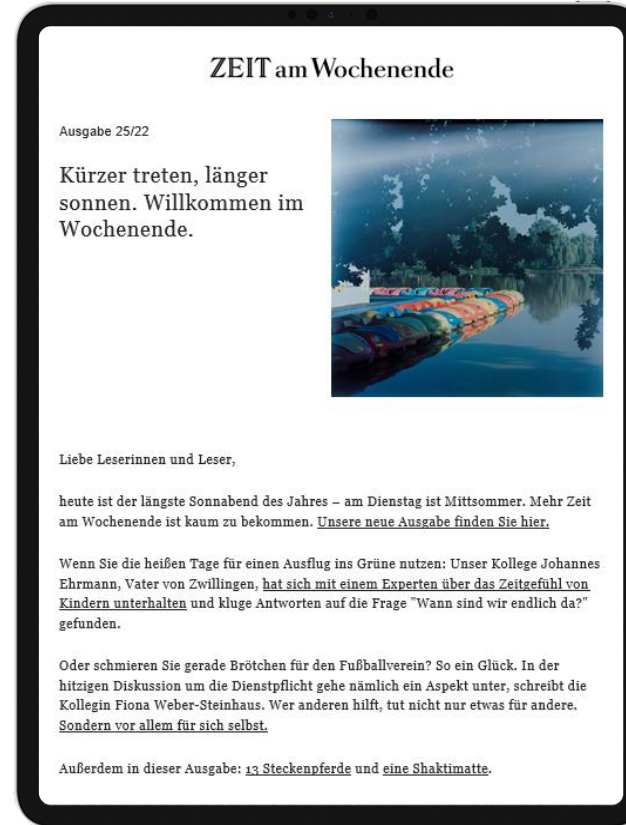 ZEIT am Wochenende
Ausgabe 25/22
Kürzer treten, länger
sonnen. Willkommen im
Wochenende.
Liebe Leserinnen und Leser,
heute ist der längste Sonnabend des Jahres – am Dienstag ist Mittsommer. Mehr Zeit
am Wochenende ist kaum zu bekommen. Unsere neue Ausgabe finden Sie hier.
Wenn Sie die heißen Tage für einen Ausflug ins Grüne nutzen: Unser Kollege Johannes
Ehrmann, Vater von Zwillingen, hat sich mit einem Experten über das Zeitgefühl von
Kindern unterhalten und kluge Antworten auf die Frage "Wann sind wir endlich da?"
gefunden.
Oder schmieren Sie gerade Brötchen für den Fußballverein? So ein Glück. In der
hitzigen Diskussion um die Dienstpflicht gehe nämlich ein Aspekt unter, schreibt die
Kollegin Fiona Weber-Steinhaus. Wer anderen hilft, tut nicht nur etwas für andere.
Sondern vor allem für sich selbst.
Außerdem in dieser Ausgabe: 13 Steckenpferde und eine Shaktimatte.